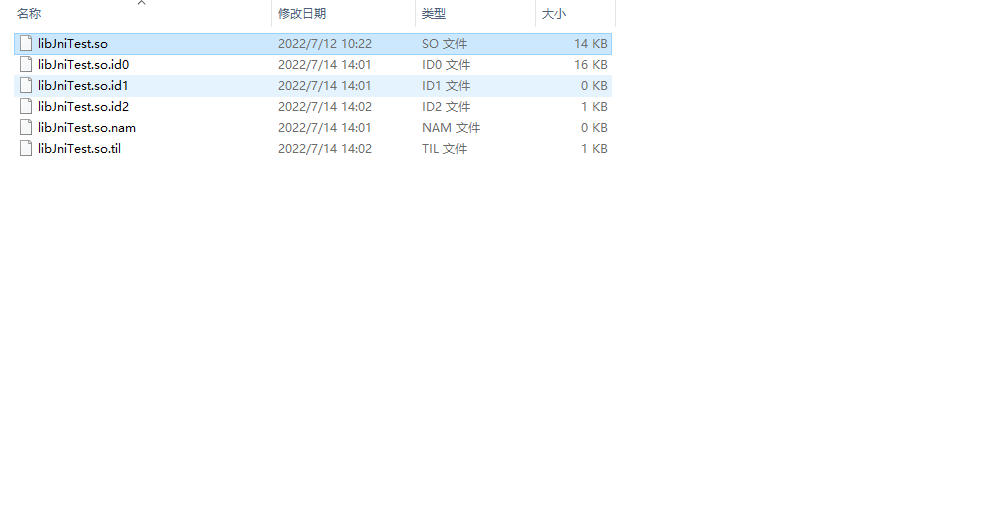 名称 修改日期 类型 大小
libJniTest.so 2022/7/12 10:22 SO 文件 14 KB
libJniTest.so.id0 2022/7/14 14:01 ID0 文件 16 KB
libJniTest.so.id1 2022/7/14 14:01 ID1 文件 0 KB
libJniTest.so.id2 2022/7/14 14:02 ID2 文件 1 KB
libJniTest.so.nam 2022/7/14 14:01 NAM 文件 0 KB
libJniTest.so.til 2022/7/14 14:02 TIL 文件 1 KB